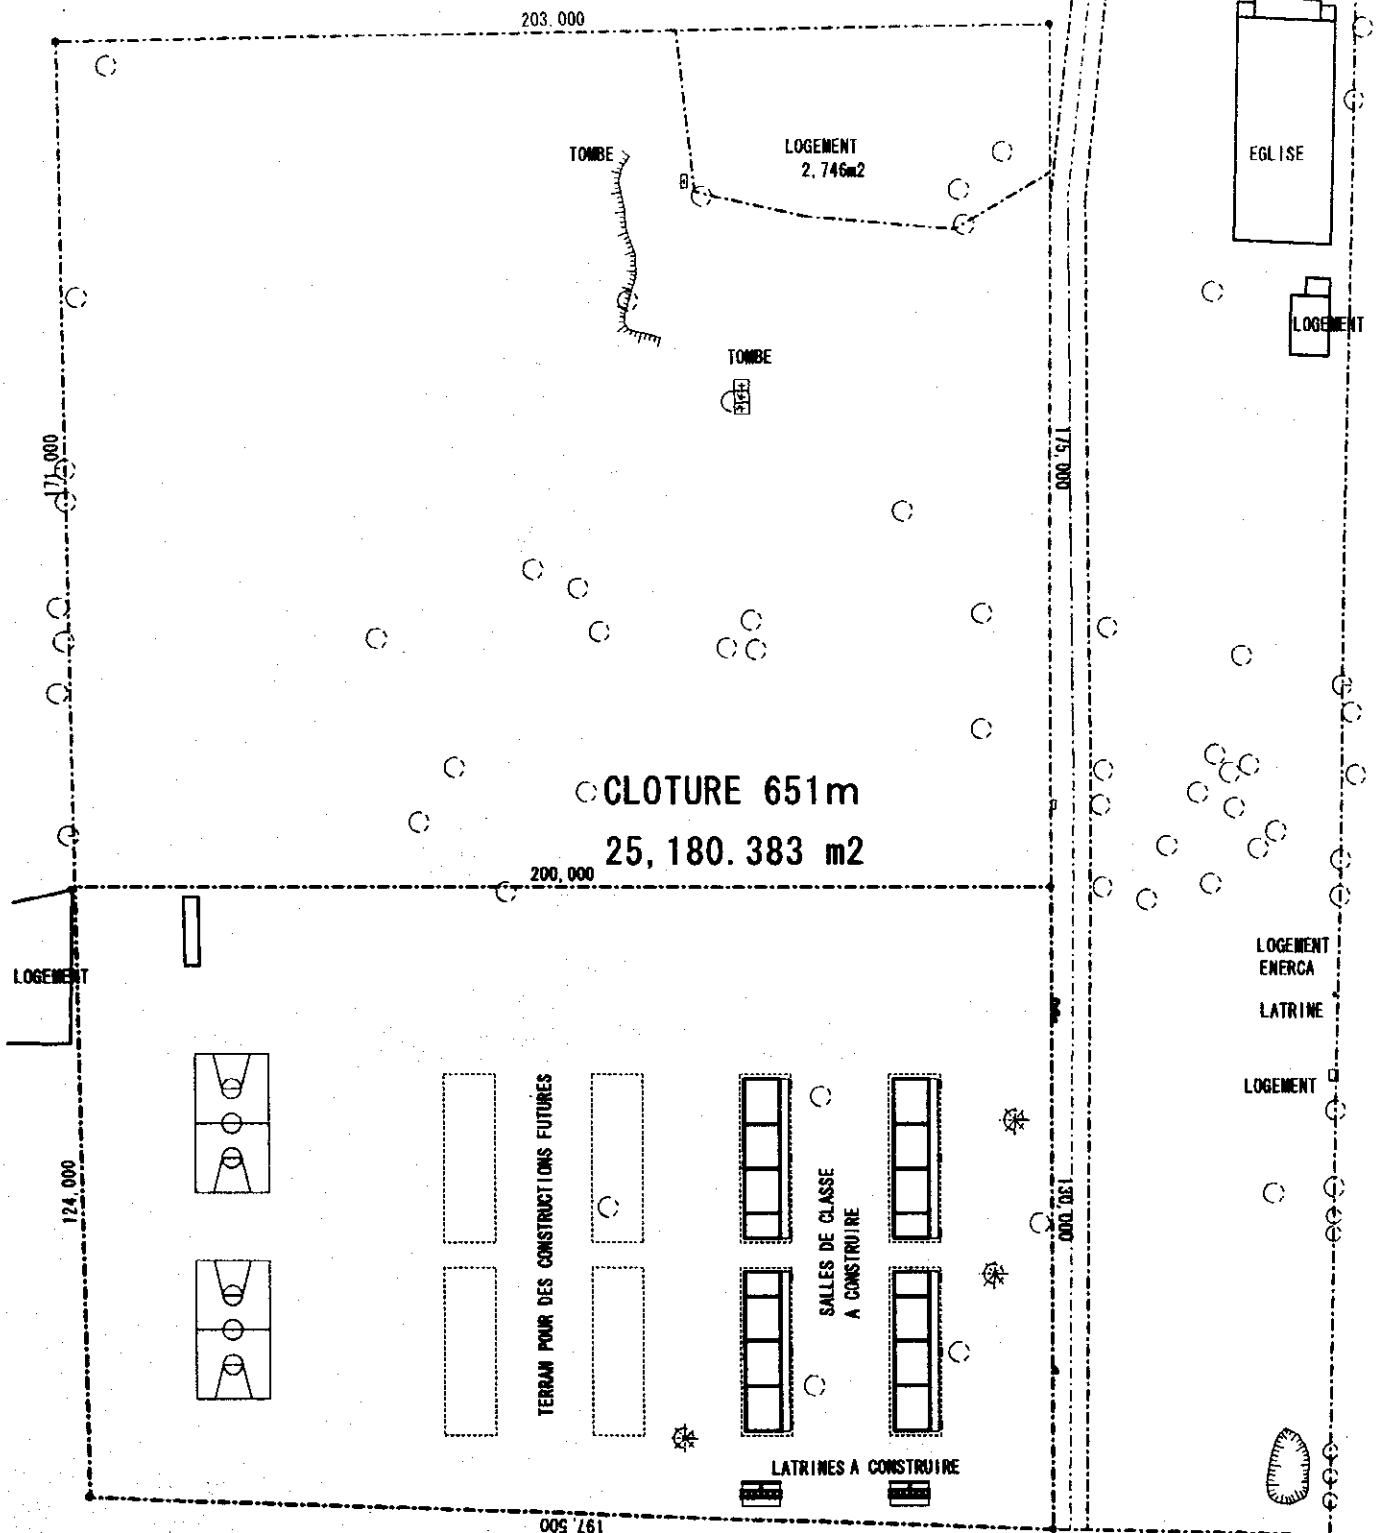 203.000
TOMBE
LOGEMENT
2,746m2
EGLISE
LOGEMENT
TOMBE
171.000
175.000
CLOTURE 651m
25,180.383 m2
200,000
LOGEMENT
LOGEMENT
ENERCA
LATRINE
LOGEMENT
124,000
TERRAN POUR DES CONSTRUCTIONS FUTURES
SALLES DE CLASSE
A CONSTRUIRE
130,000
LATRINES A CONSTRUIRE
197.500